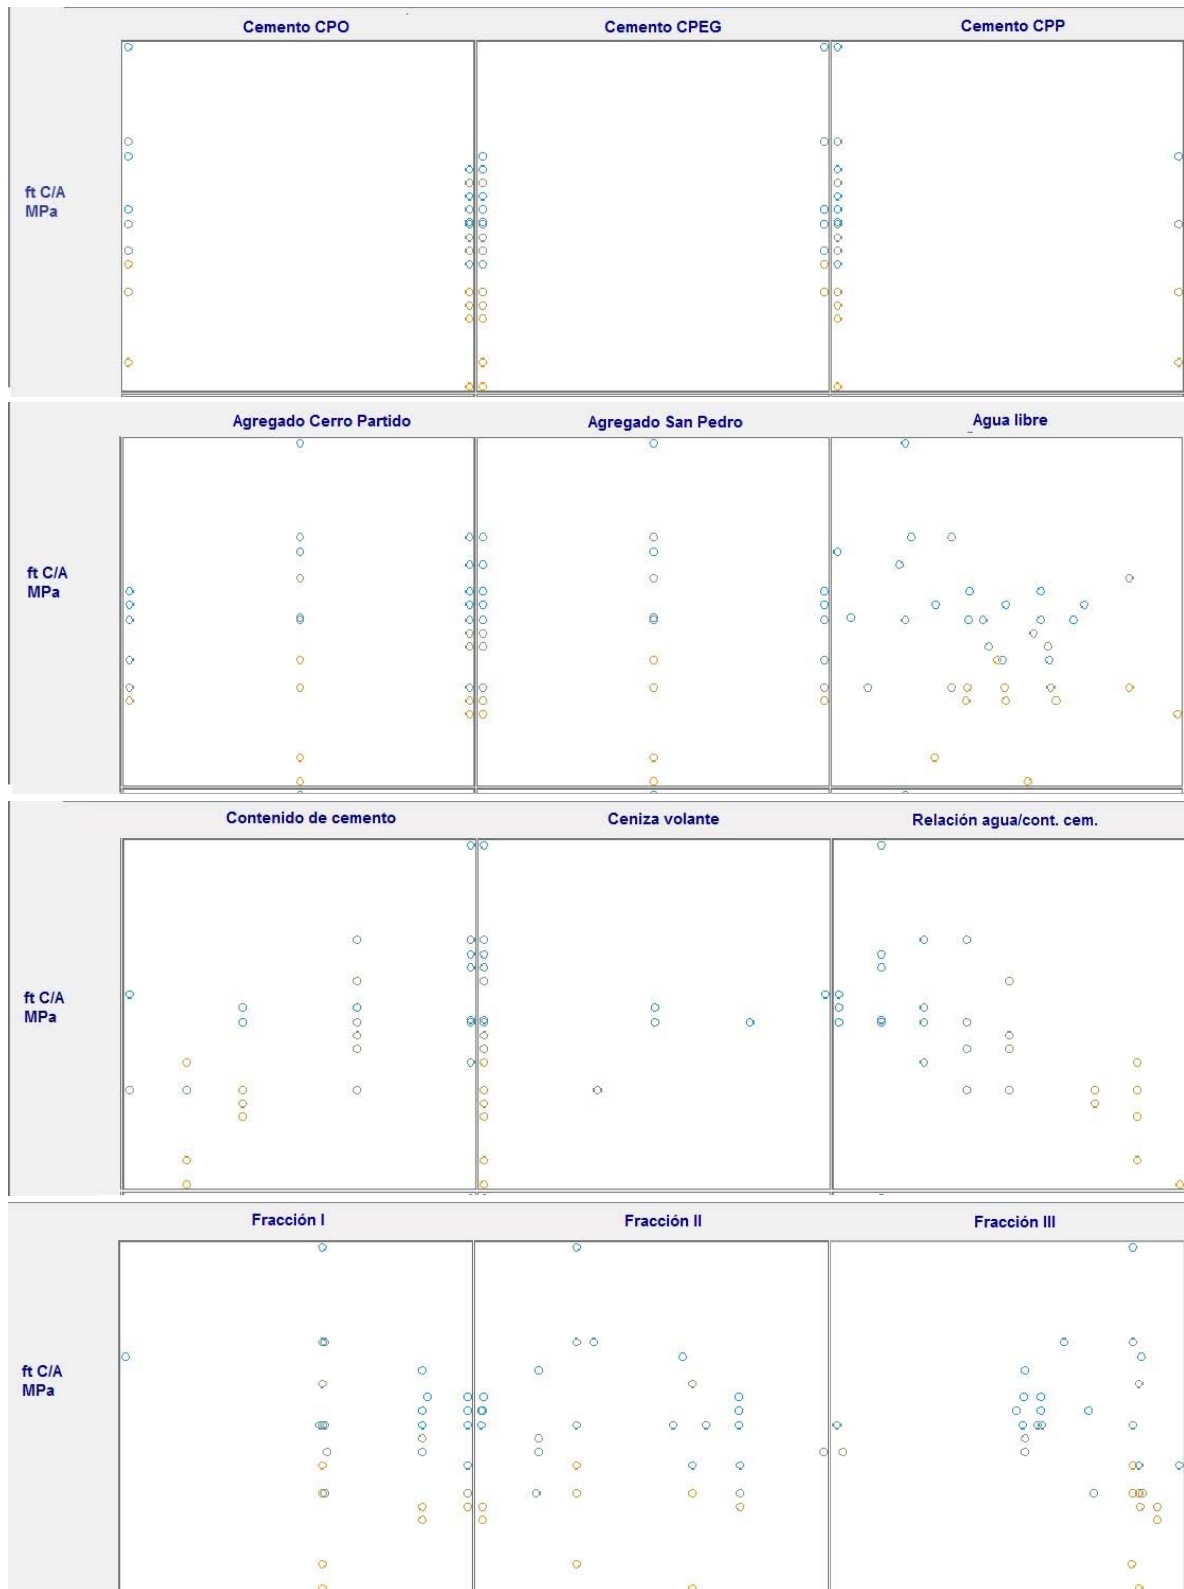 Cemento CPO Cemento CPEG Cemento CPP
ft C/A
MPa
Agregado Cerro Partido Agregado San Pedro Agua libre
ft C/A
MPa
Contenido de cemento Ceniza volante Relación agua/cont. cem.
ft C/A
MPa
Fracción I Fracción II Fracción III
ft C/A
MPa